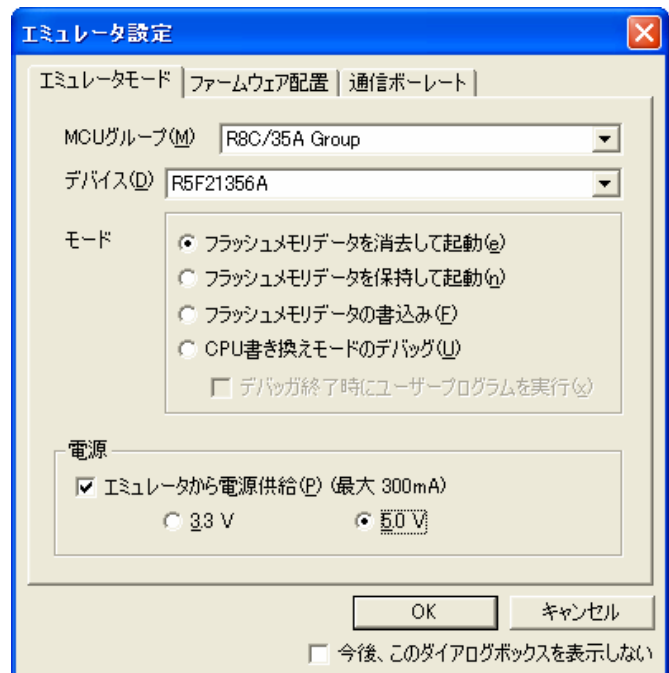 エミュレータ設定
エミュレータモード ファームウェア配置 通信ボーレート
MCUグループ(M) R8C/35A Group
デバイス(D) R5F21356A
モード
フラッシュメモリデータを消去して起動(e)
フラッシュメモリデータを保持して起動(n)
フラッシュメモリデータの書込み(F)
CPU書き換えモードのデバッグ(U)
デバッガ終了時にユーザープログラムを実行(x)
電源
エミュレータから電源供給(P) (最大 300mA)
3.3 V 5.0 V
OK キャンセル
今後、このダイアログボックスを表示しない